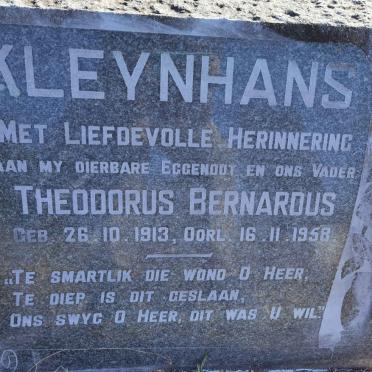 KLEYNHANS
MET LIEFDEVOLLE HERINNERING
AAN MY DIERBARE EGGENOOT EN ONS VADER
THEODORUS BERNARDUS
GEB. 26.10.1913, OORL. 16.11.1958.
„TE SMARTLIK DIE WOND O HEER,
TE DIEP IS DIT GESLAAN,
ONS SWYG O HEER, DIT WAS U WIL."